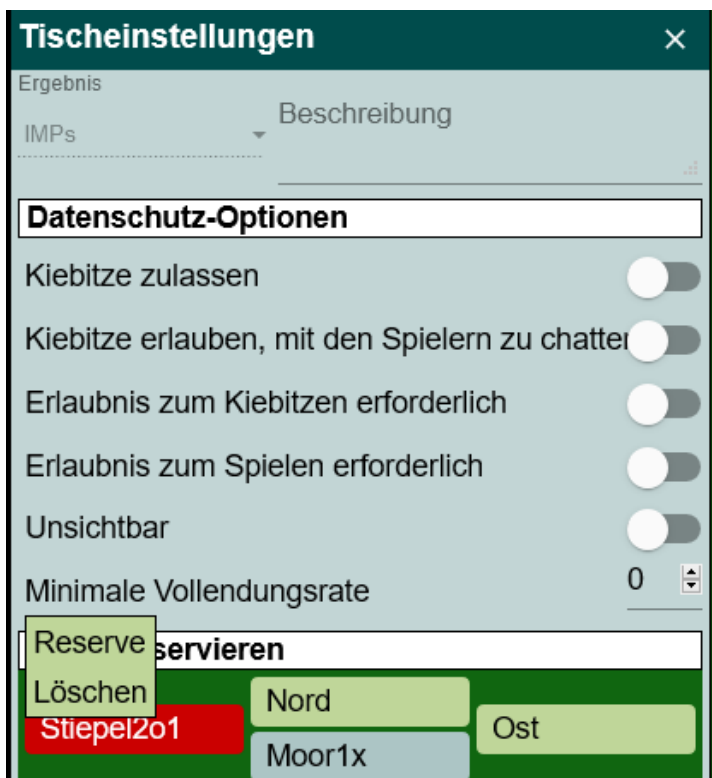 Tischeinstellungen ×
Ergebnis
IMPs
Beschreibung
Datenschutz-Optionen
Kiebitze zulassen
Kiebitze erlauben, mit den Spielern zu chatten
Erlaubnis zum Kiebitzen erforderlich
Erlaubnis zum Spielen erforderlich
Unsichtbar
Minimale Vollendungsrate 0
Reserve
servieren
Löschen
Stiepel2o1
Nord
Ost
Moor1x